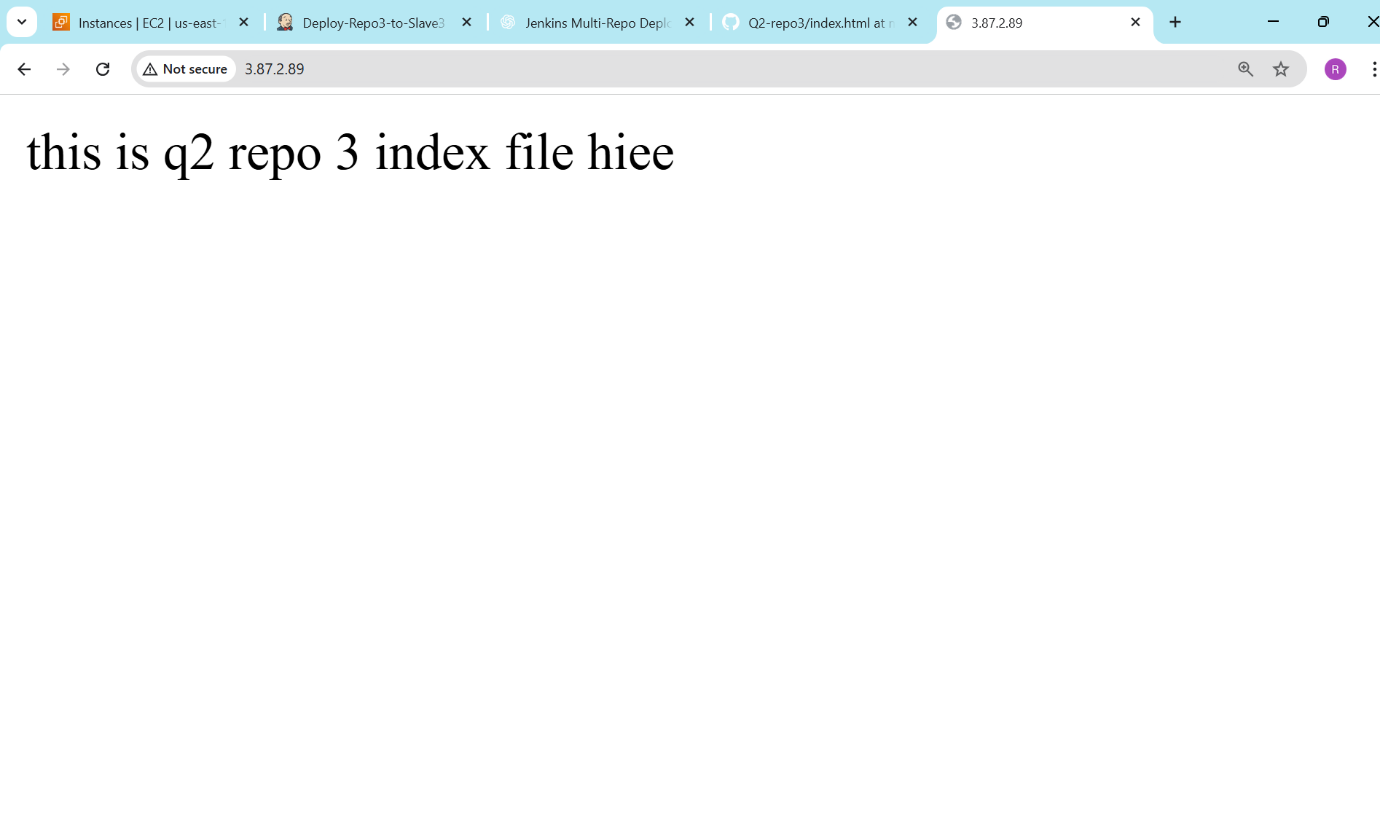 Instances | EC2 | us-east-
Deploy-Repo3-to-Slave3
Jenkins Multi-Repo Deplo
Q2-repo3/index.html at
3.87.2.89
Not secure
3.87.2.89
R
this is q2 repo 3 index file hiee